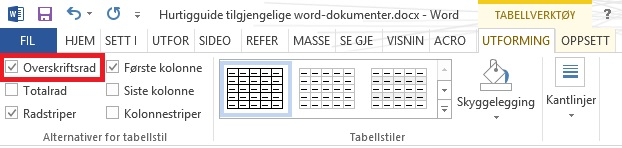 Hurtigguide tilgjengelige word-dokumenter.docx - Word
TABELLVERKTØY
FIL HJEM SETT I UTFOR SIDEO REFER MASSE SE GJE VISNIN ACRO UTFORMING OPPSETT
Overskriftsrad Første kolonne
Totalrad Siste kolonne
Radstriper Kolonnestriper
Skyggelegging Kantlinjer
Alternativer for tabellstil Tabellstiler